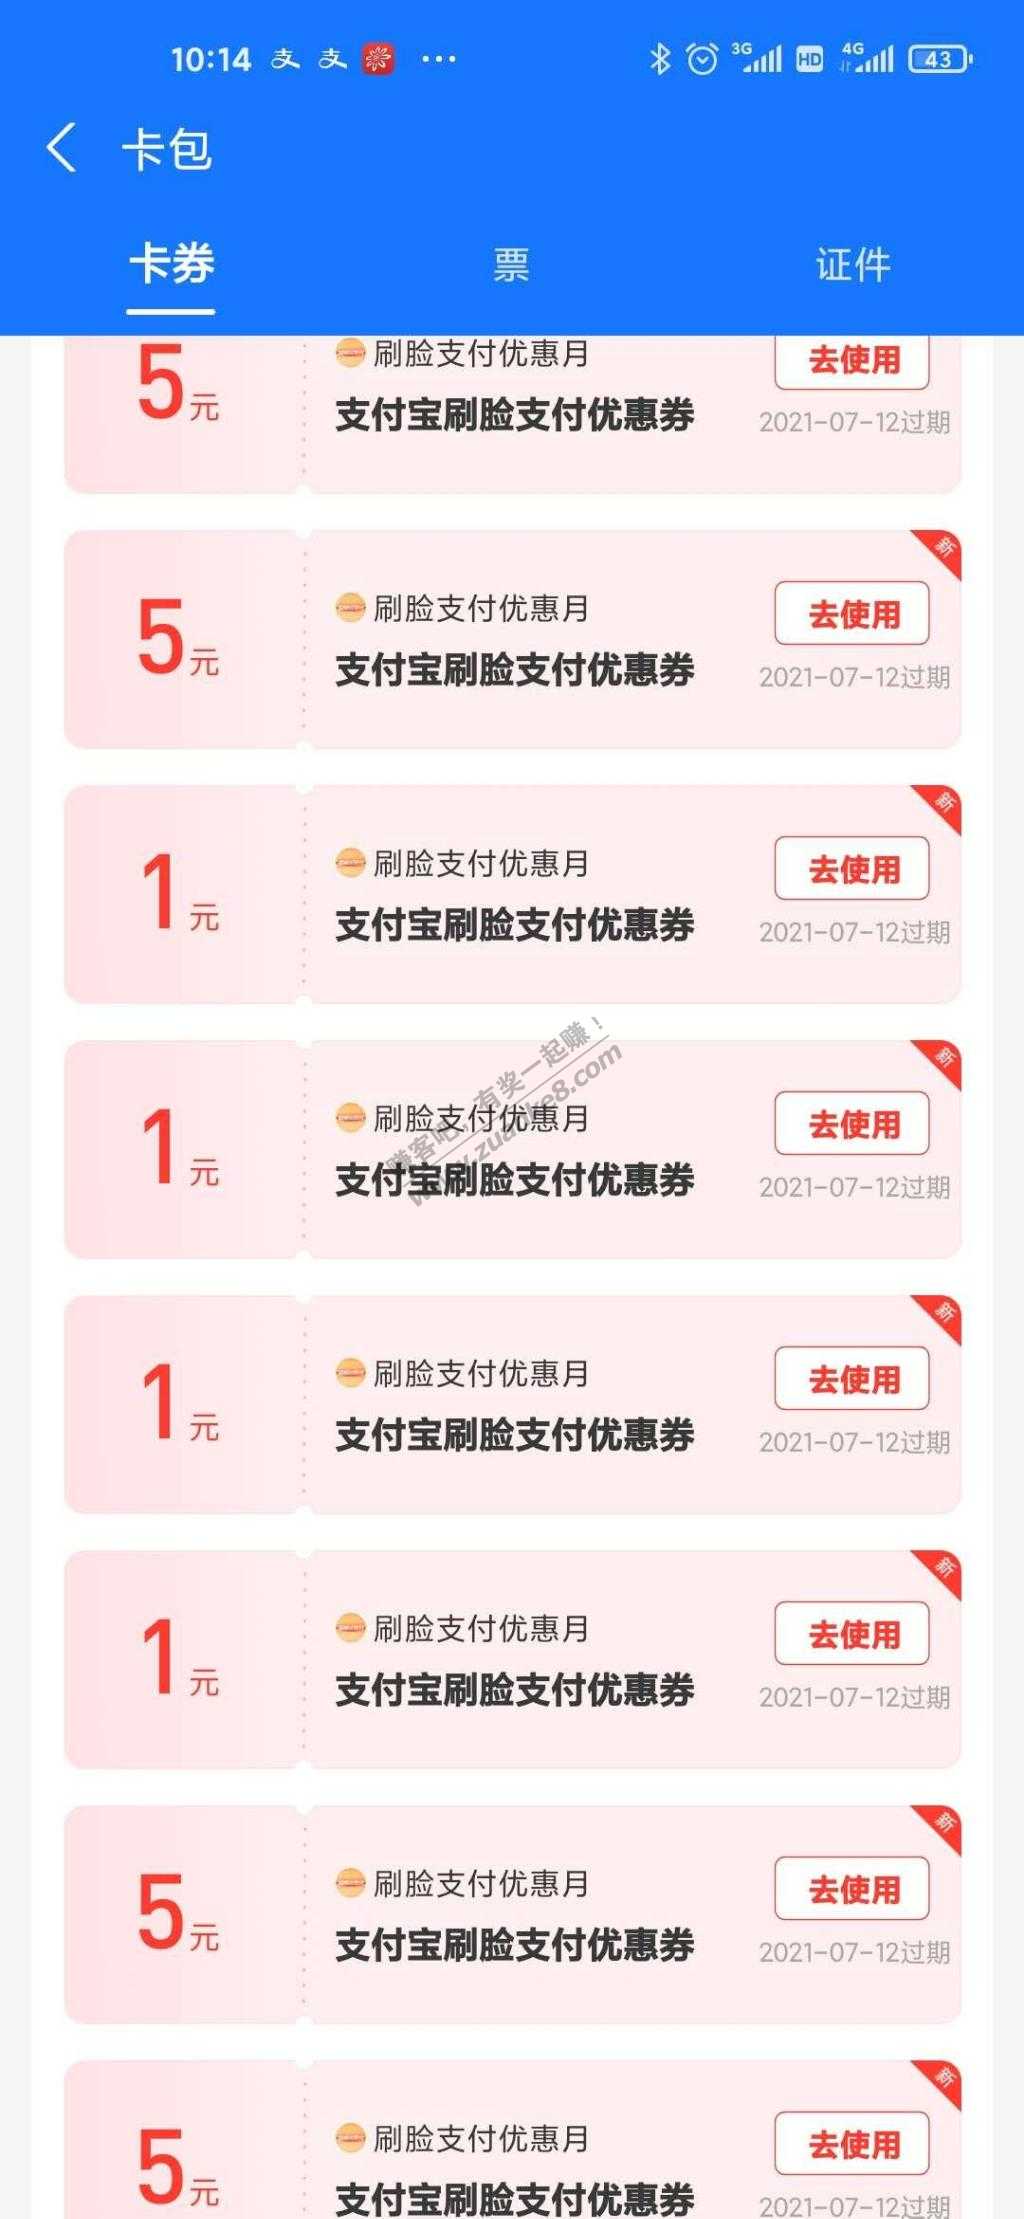 10:14 支 支 ··· 3G HD 4G 43
卡包
卡券 票 证件
5元 刷脸支付优惠月 去使用
支付宝刷脸支付优惠券 2021-07-12过期
新
5元 刷脸支付优惠月 去使用
支付宝刷脸支付优惠券 2021-07-12过期
新
1元 刷脸支付优惠月 去使用
支付宝刷脸支付优惠券 2021-07-12过期
新
1元 刷脸支付优惠月 去使用
支付宝刷脸支付优惠券 2021-07-12过期
赚客吧，有奖一起赚！
www.zuanke8.com
新
1元 刷脸支付优惠月 去使用
支付宝刷脸支付优惠券 2021-07-12过期
新
1元 刷脸支付优惠月 去使用
支付宝刷脸支付优惠券 2021-07-12过期
新
5元 刷脸支付优惠月 去使用
支付宝刷脸支付优惠券 2021-07-12过期
新
5元 刷脸支付优惠月 去使用
支付宝刷脸支付优惠券 2021-07-12过期